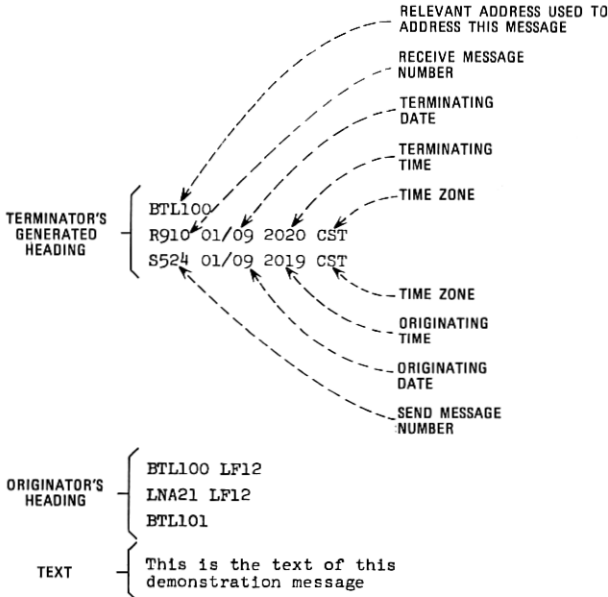 RELEVANT ADDRESS USED TO
ADDRESS THIS MESSAGE
RECEIVE MESSAGE
NUMBER
TERMINATING
DATE
TERMINATING
TIME
TIME ZONE
TERMINATOR'S
GENERATED
HEADING
BTL100
R910 01/09 2020 CST
S524 01/09 2019 CST
TIME ZONE
ORIGINATING
TIME
ORIGINATING
DATE
SEND MESSAGE
NUMBER
ORIGINATOR'S
HEADING
BTL100 LF12
LNA21 LF12
BTL101
TEXT
This is the text of this
demonstration message